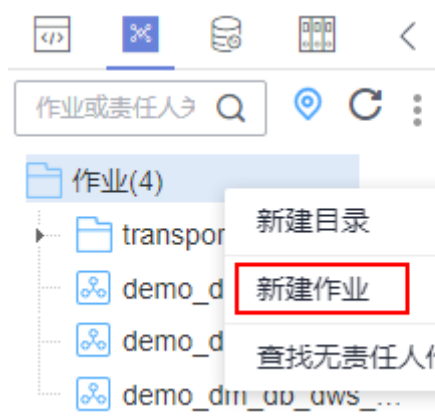 作业或责任人
作业(4)
transpor
新建目录
demo_d
新建作业
demo_d
查找无责任人
demo_dm_db_dws_...